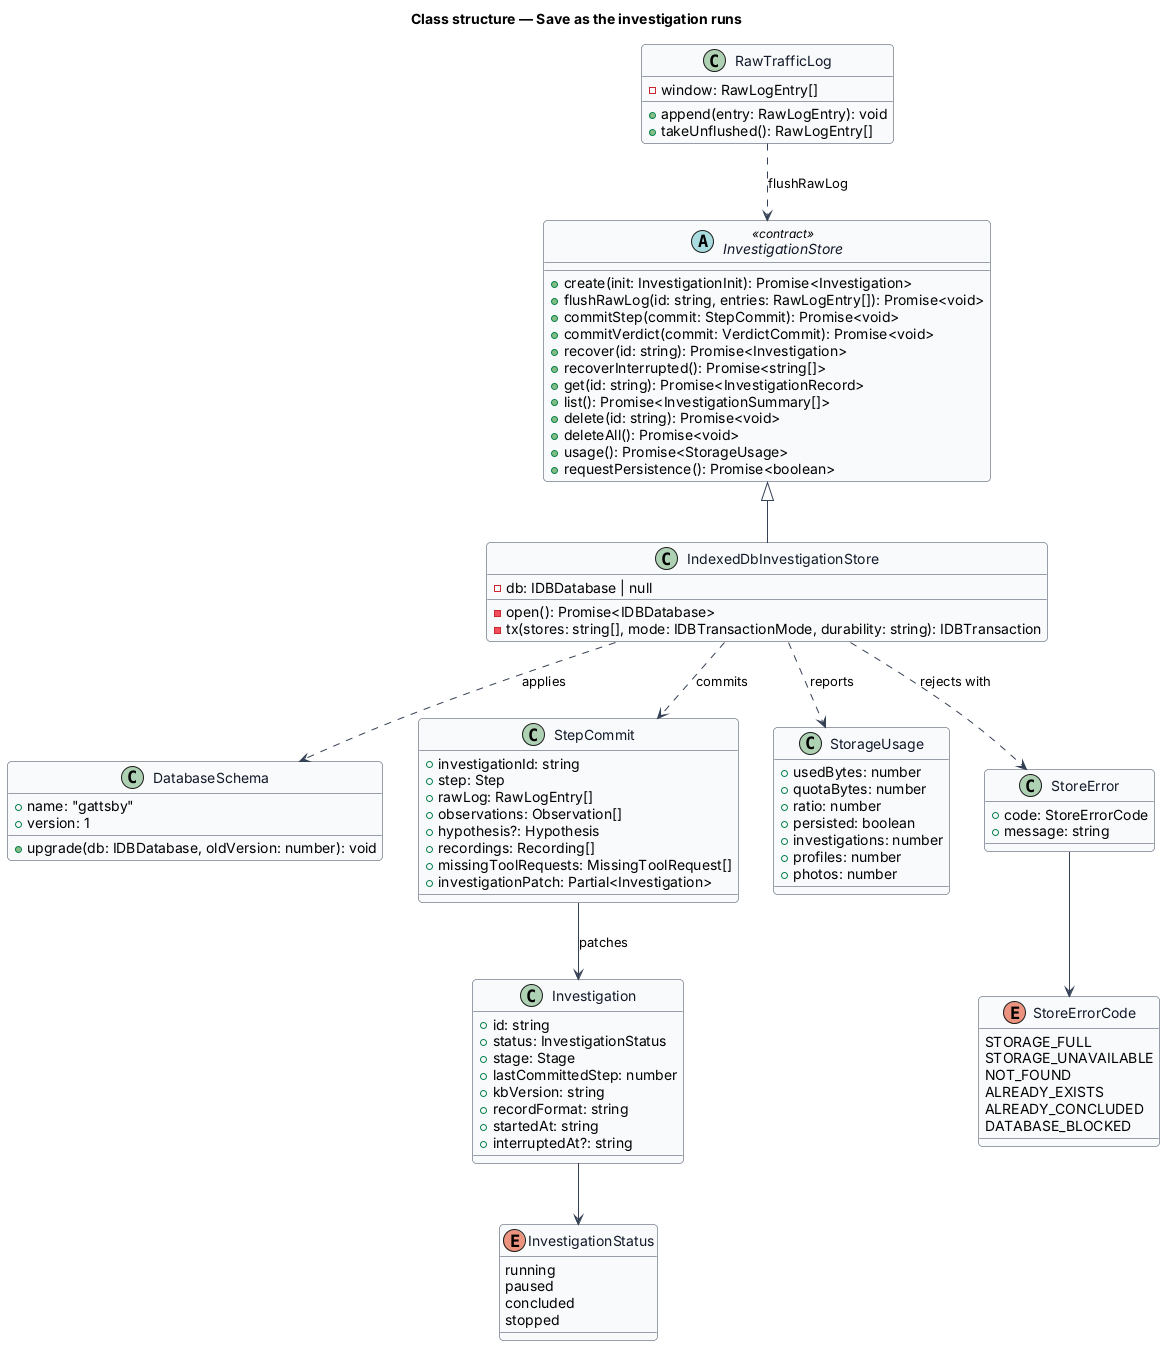 Class structure — Save as the investigation runs
C RawTrafficLog
window: RawLogEntry[]
append(entry: RawLogEntry): void
takeUnflushed(): RawLogEntry[]
flushRawLog
A «contract»
InvestigationStore
create(init: InvestigationInit): Promise<Investigation>
flushRawLog(id: string, entries: RawLogEntry[]): Promise<void>
commitStep(commit: StepCommit): Promise<void>
commitVerdict(commit: VerdictCommit): Promise<void>
recover(id: string): Promise<Investigation>
recoverInterrupted(): Promise<string[]>
get(id: string): Promise<InvestigationRecord>
list(): Promise<InvestigationSummary[]>
delete(id: string): Promise<void>
deleteAll(): Promise<void>
usage(): Promise<StorageUsage>
requestPersistence(): Promise<boolean>
C IndexedDbInvestigationStore
db: IDBDatabase | null
open(): Promise<IDBDatabase>
tx(stores: string[], mode: IDBTransactionMode, durability: string): IDBTransaction
applies
commits
reports
rejects with
C DatabaseSchema
name: "gattsby"
version: 1
upgrade(db: IDBDatabase, oldVersion: number): void
C StepCommit
investigationId: string
step: Step
rawLog: RawLogEntry[]
observations: Observation[]
hypothesis?: Hypothesis
recordings: Recording[]
missingToolRequests: MissingToolRequest[]
investigationPatch: Partial<Investigation>
C StorageUsage
usedBytes: number
quotaBytes: number
ratio: number
persisted: boolean
investigations: number
profiles: number
photos: number
C StoreError
code: StoreErrorCode
message: string
patches
C Investigation
id: string
status: InvestigationStatus
stage: Stage
lastCommittedStep: number
kbVersion: string
recordFormat: string
startedAt: string
interruptedAt?: string
E StoreErrorCode
STORAGE_FULL
STORAGE_UNAVAILABLE
NOT_FOUND
ALREADY_EXISTS
ALREADY_CONCLUDED
DATABASE_BLOCKED
E InvestigationStatus
running
paused
concluded
stopped